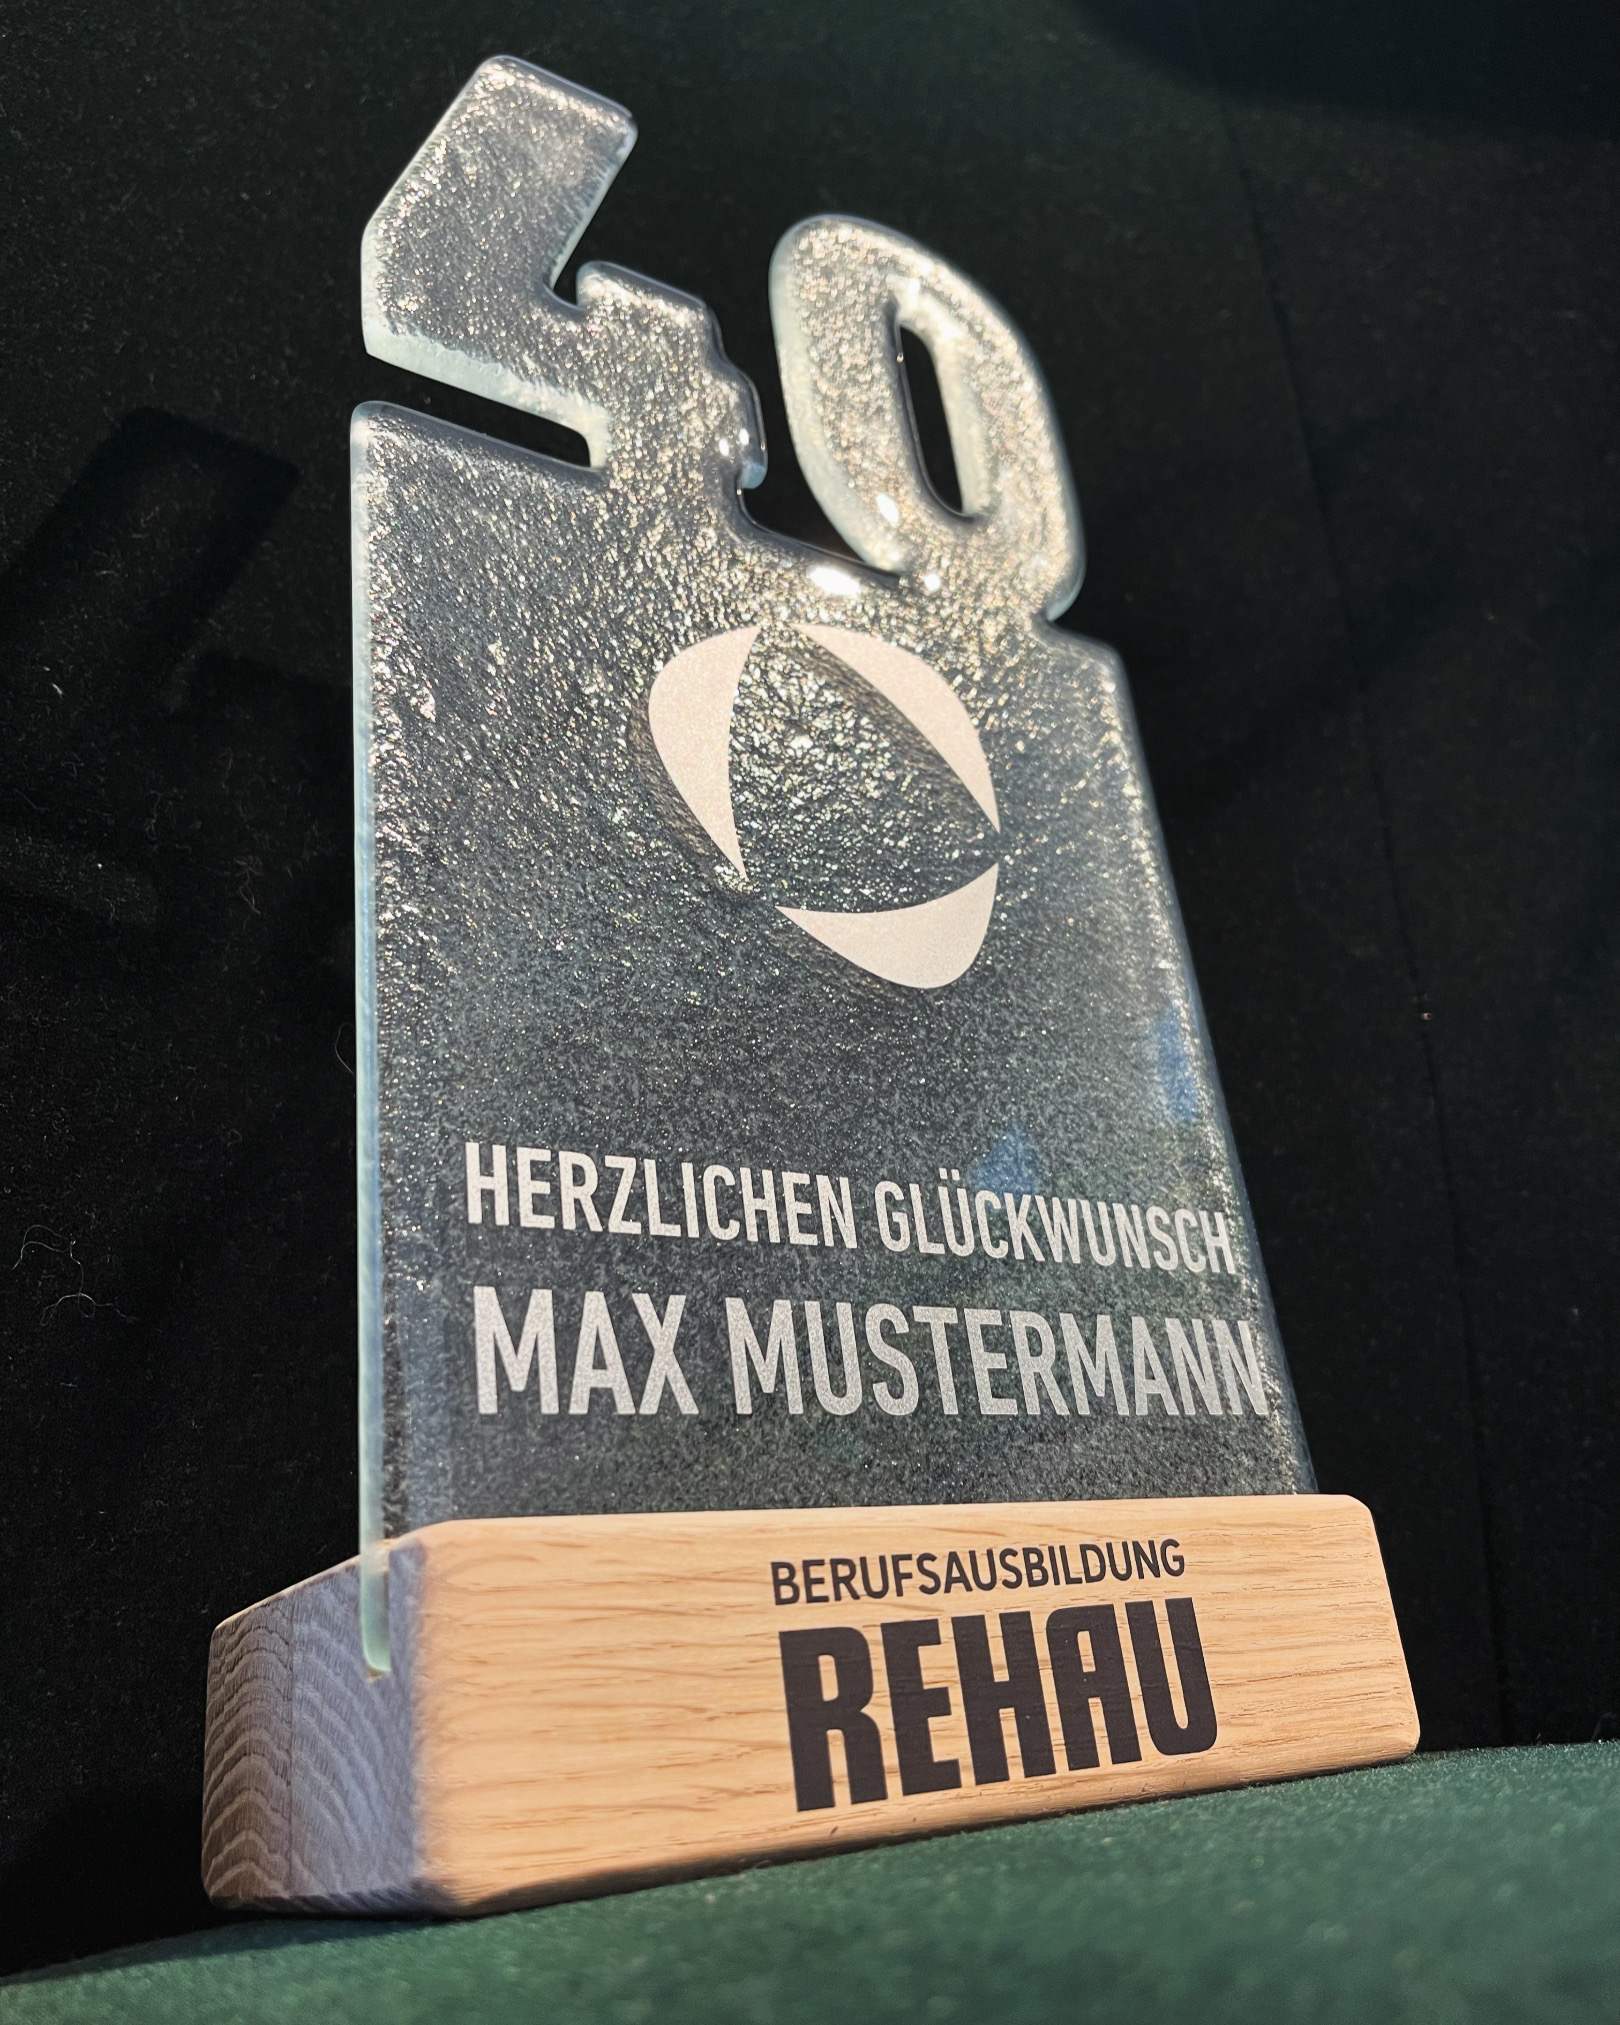 40
HERZLICHEN GLÜCKWUNSCH
MAX MUSTERMANN
BERUFSAUSBILDUNG
REHAU